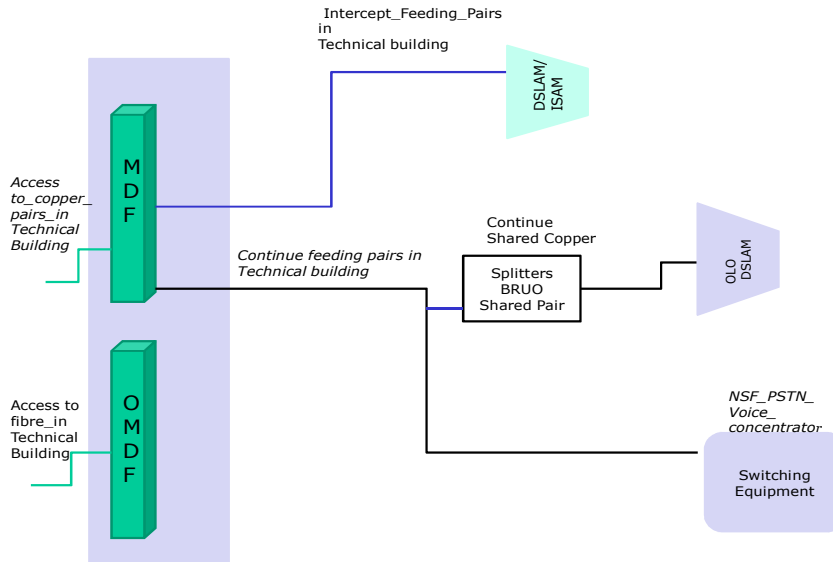 Intercept_Feeding_Pairs
in
Technical building
DSLAM/
ISAM
M
D
F
Access
to_copper_
pairs_in
Technical
Building
Continue feeding pairs in
Technical building
Continue
Shared Copper
Splitters
BRUO
Shared Pair
OLO
DSLAM
O
M
D
F
Access to
fibre_in
Technical
Building
NSF_PSTN_
Voice_
concentrator
Switching
Equipment